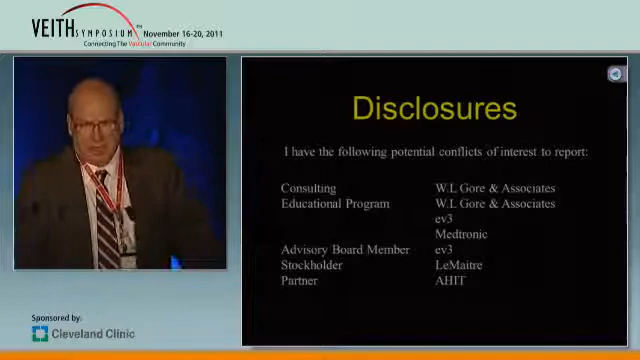 VEITH SYMPOSIUM™ November 16-20, 2011
Connecting The Vascular Community
Disclosures
I have the following potential conflicts of interest to report:
Consulting W.L Gore & Associates
Educational Program W.L Gore & Associates
ev3
Medtronic
Advisory Board Member ev3
Stockholder LeMaitre
Partner AHIT
Sponsored by:
Cleveland Clinic